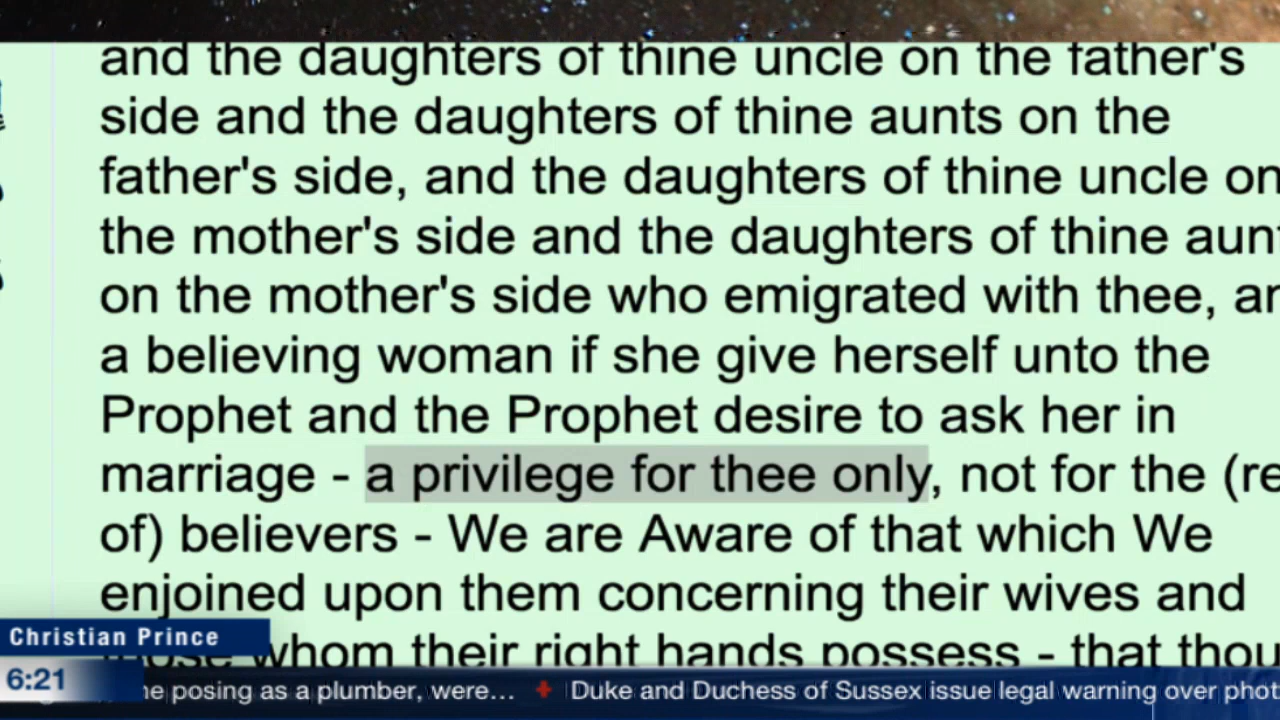 and the daughters of thine uncle on the father's
side and the daughters of thine aunts on the
father's side, and the daughters of thine uncle on
the mother's side and the daughters of thine aunt
on the mother's side who emigrated with thee, an
a believing woman if she give herself unto the
Prophet and the Prophet desire to ask her in
marriage - a privilege for thee only, not for the (re
of) believers - We are Aware of that which We
enjoined upon them concerning their wives and
those whom their right hands possess - that thou
Christian Prince
6:21
ne posing as a plumber, were... Duke and Duchess of Sussex issue legal warning over phot